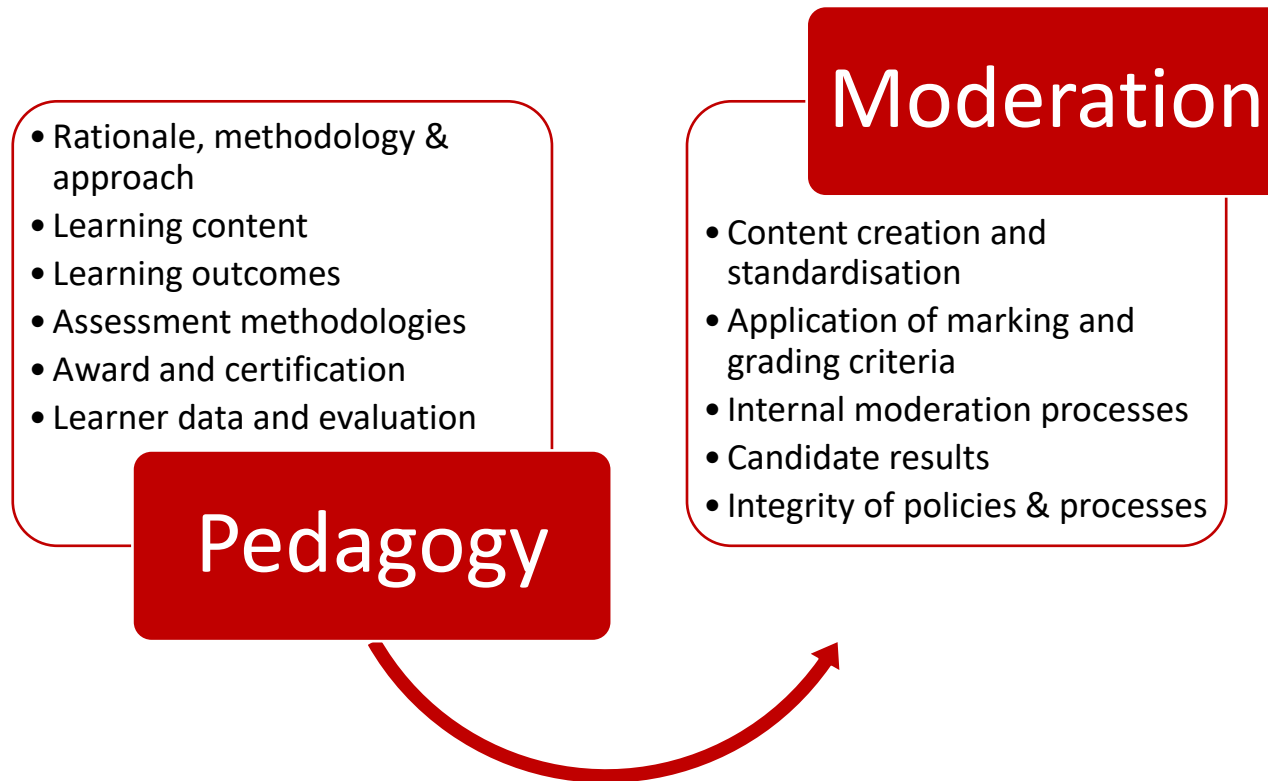 • Rationale, methodology &
approach
• Learning content
• Learning outcomes
• Assessment methodologies
• Award and certification
• Learner data and evaluation
Pedagogy
Moderation
• Content creation and
standardisation
• Application of marking and
grading criteria
• Internal moderation processes
• Candidate results
• Integrity of policies & processes